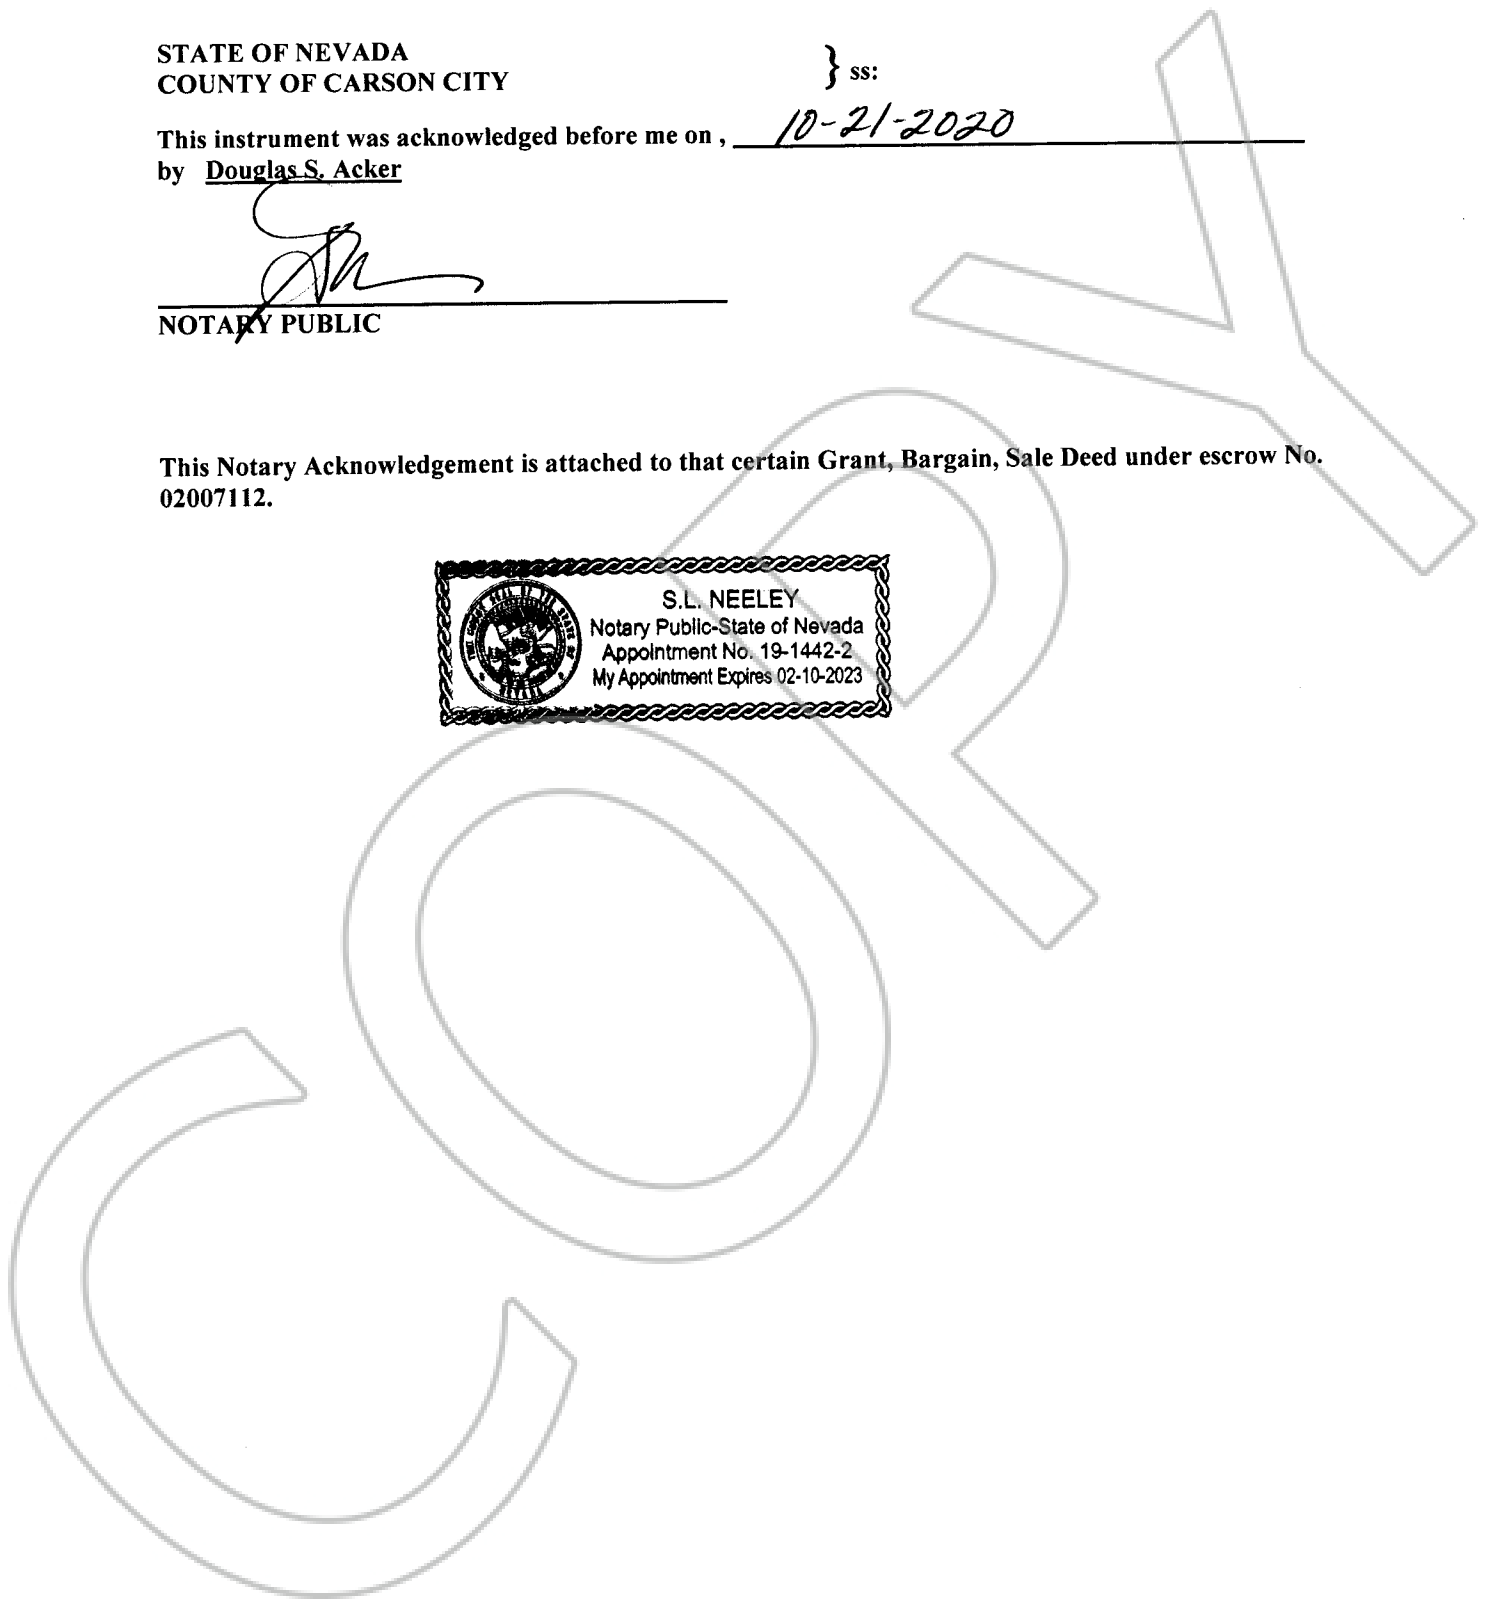 STATE OF NEVADA
COUNTY OF CARSON CITY
} ss:
This instrument was acknowledged before me on , 10-21-2020
by Douglas S. Acker
NOTARY PUBLIC
This Notary Acknowledgement is attached to that certain Grant, Bargain, Sale Deed under escrow No.
02007112.
S.L. NEELEY
Notary Public-State of Nevada
Appointment No. 19-1442-2
My Appointment Expires 02-10-2023
COPY